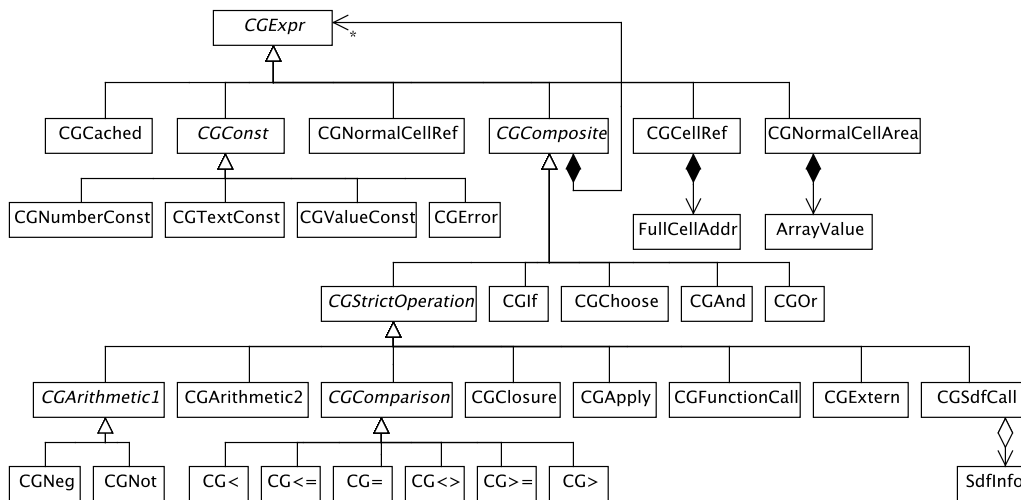 CGExpr
*
CGCached CGConst CGNormalCellRef CGComposite CGCellRef CGNormalCellArea
CGNumberConst CGTextConst CGValueConst CGError FullCellAddr ArrayValue
CGStrictOperation CGIf CGChoose CGAnd CGOr
CGArithmetic1 CGArithmetic2 CGComparison CGClosure CGApply CGFunctionCall CGExtern CGSdfCall
CGNeg CGNot CG< CG<= CG= CG<> CG>= CG> SdfInfo